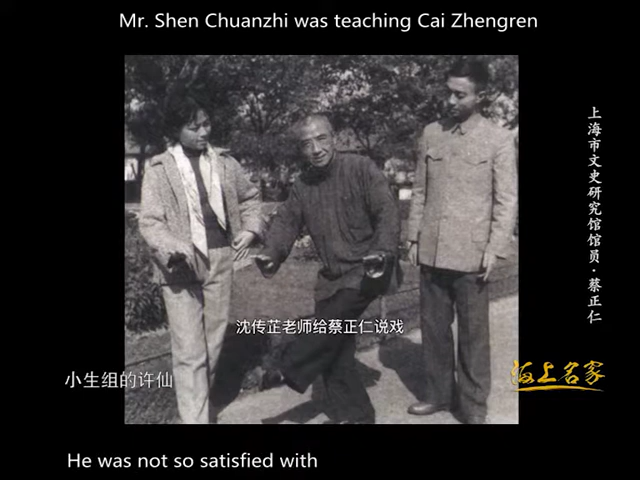 Mr. Shen Chuanzhi was teaching Cai Zhengren
上海市文史研究馆馆员·蔡正仁
沈传芷老师给蔡正仁说戏
小生组的许仙
海上名家
He was not so satisfied with